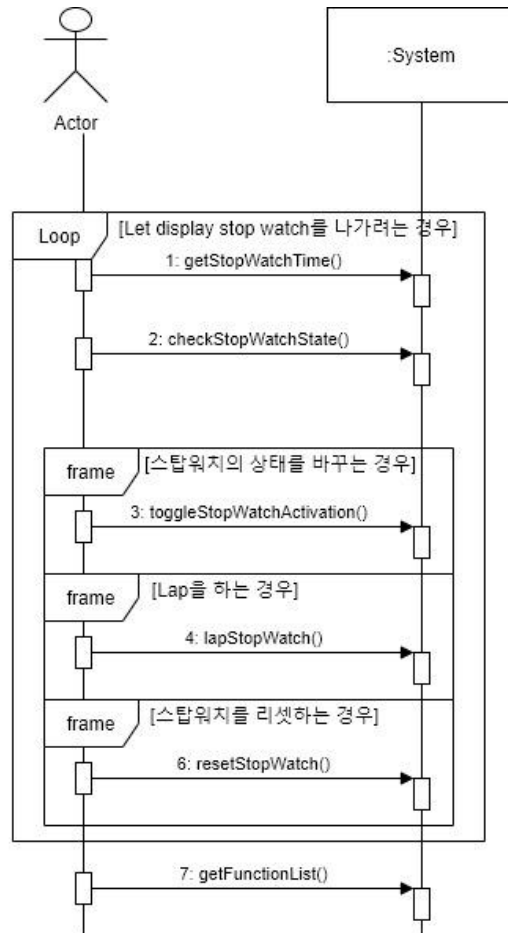 Actor
:System
Loop
[Let display stop watch를 나가려는 경우]
1: getStopWatchTime()
2: checkStopWatchState()
frame
[스탑워치의 상태를 바꾸는 경우]
3: toggleStopWatchActivation()
frame
[Lap을 하는 경우]
4: lapStopWatch()
frame
[스탑워치를 리셋하는 경우]
6: resetStopWatch()
7: getFunctionList()